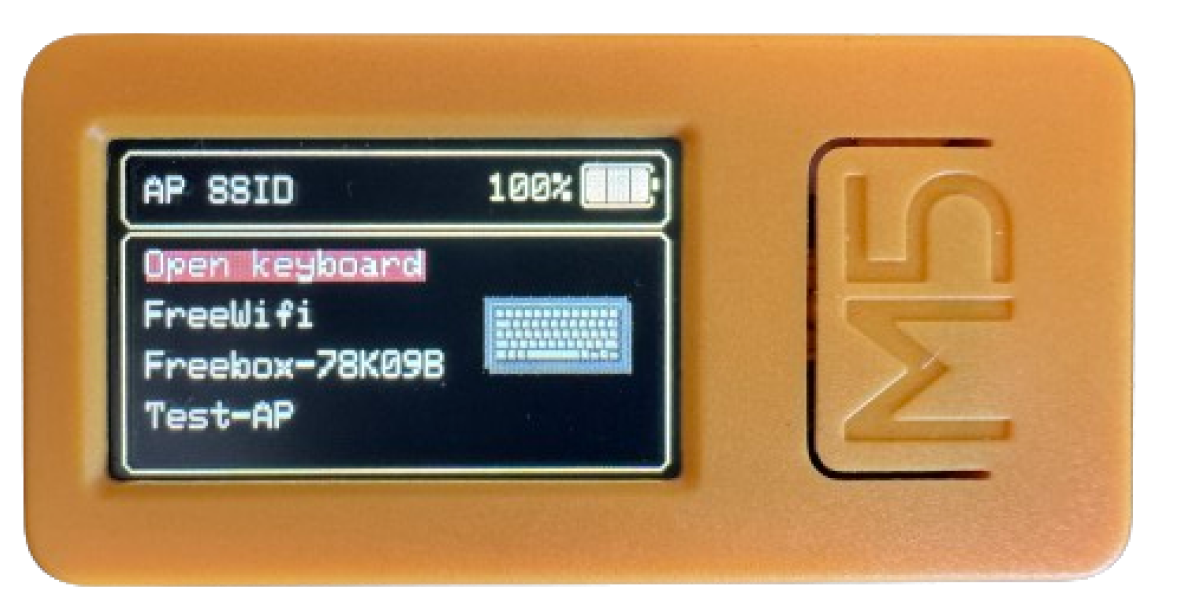 AP SSID 100%
Open keyboard
FreeWifi
Freebox-78K09B
Test-AP
M5